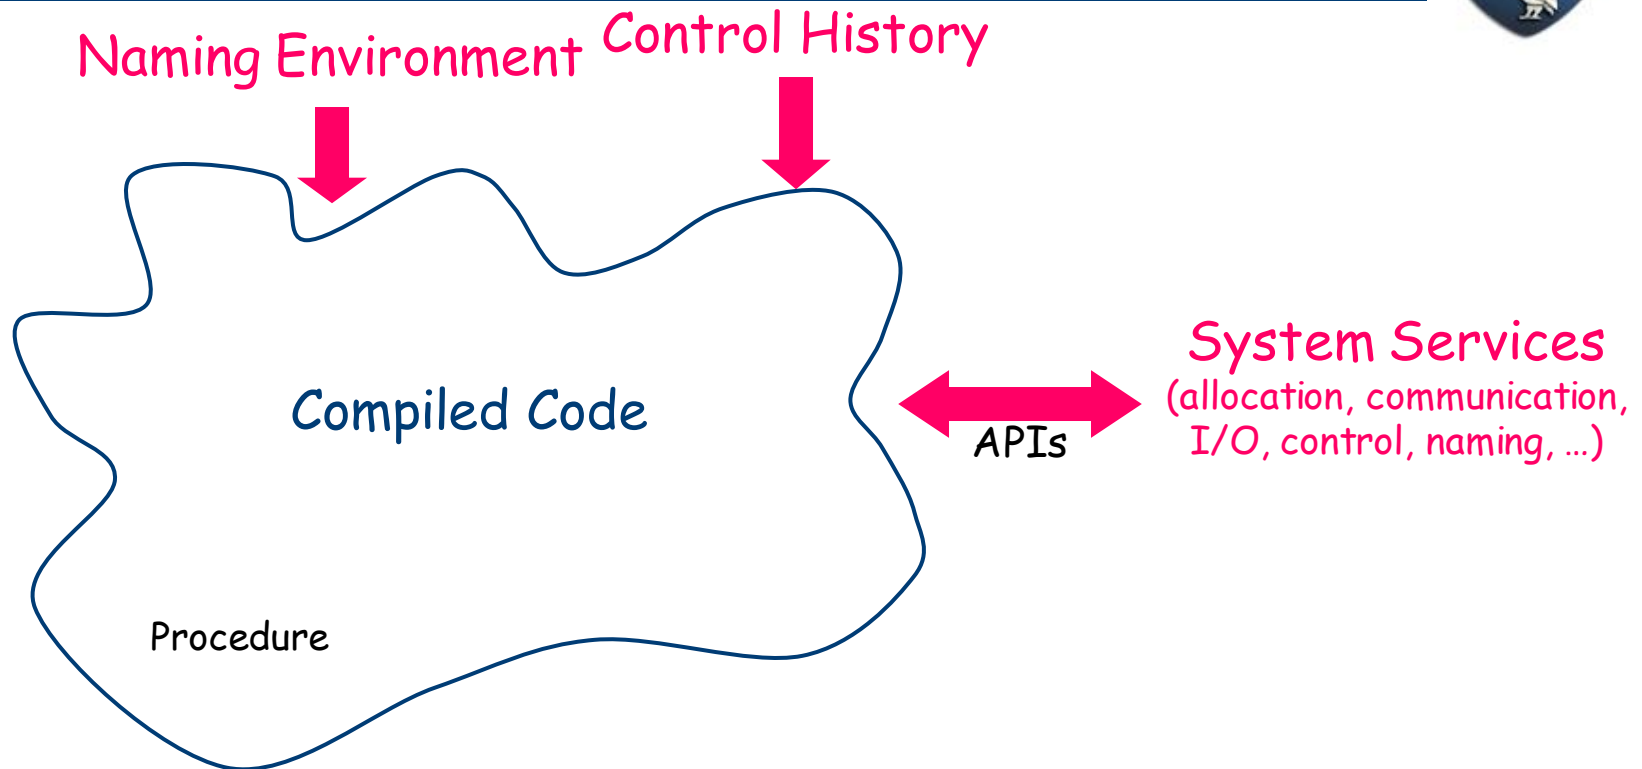 Naming Environment
Control History
Compiled Code
System Services
(allocation, communication,
I/O, control, naming, …)
APIs
Procedure